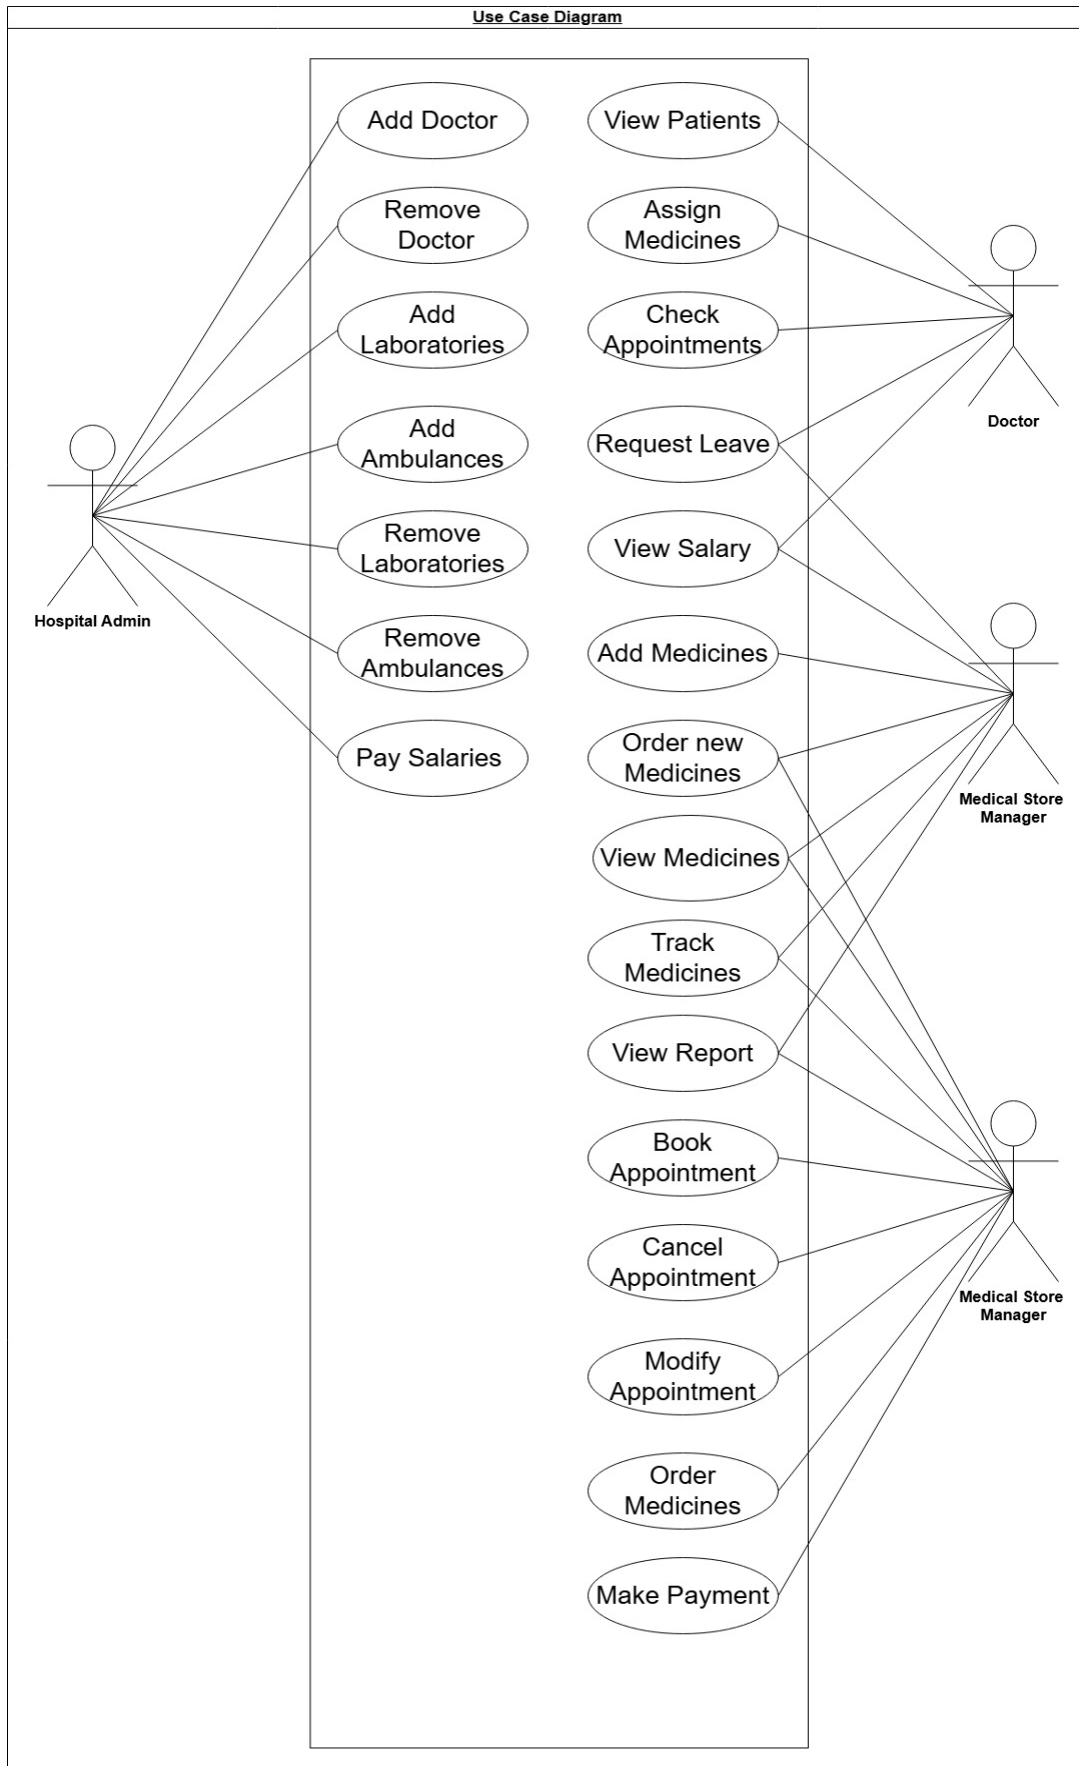 Use Case Diagram
Add Doctor
Remove
Doctor
Add
Laboratories
Add
Ambulances
Remove
Laboratories
Remove
Ambulances
Pay Salaries
Hospital Admin
View Patients
Assign
Medicines
Check
Appointments
Request Leave
View Salary
Add Medicines
Order new
Medicines
View Medicines
Track
Medicines
View Report
Book
Appointment
Cancel
Appointment
Modify
Appointment
Order
Medicines
Make Payment
Doctor
Medical Store
Manager
Medical Store
Manager